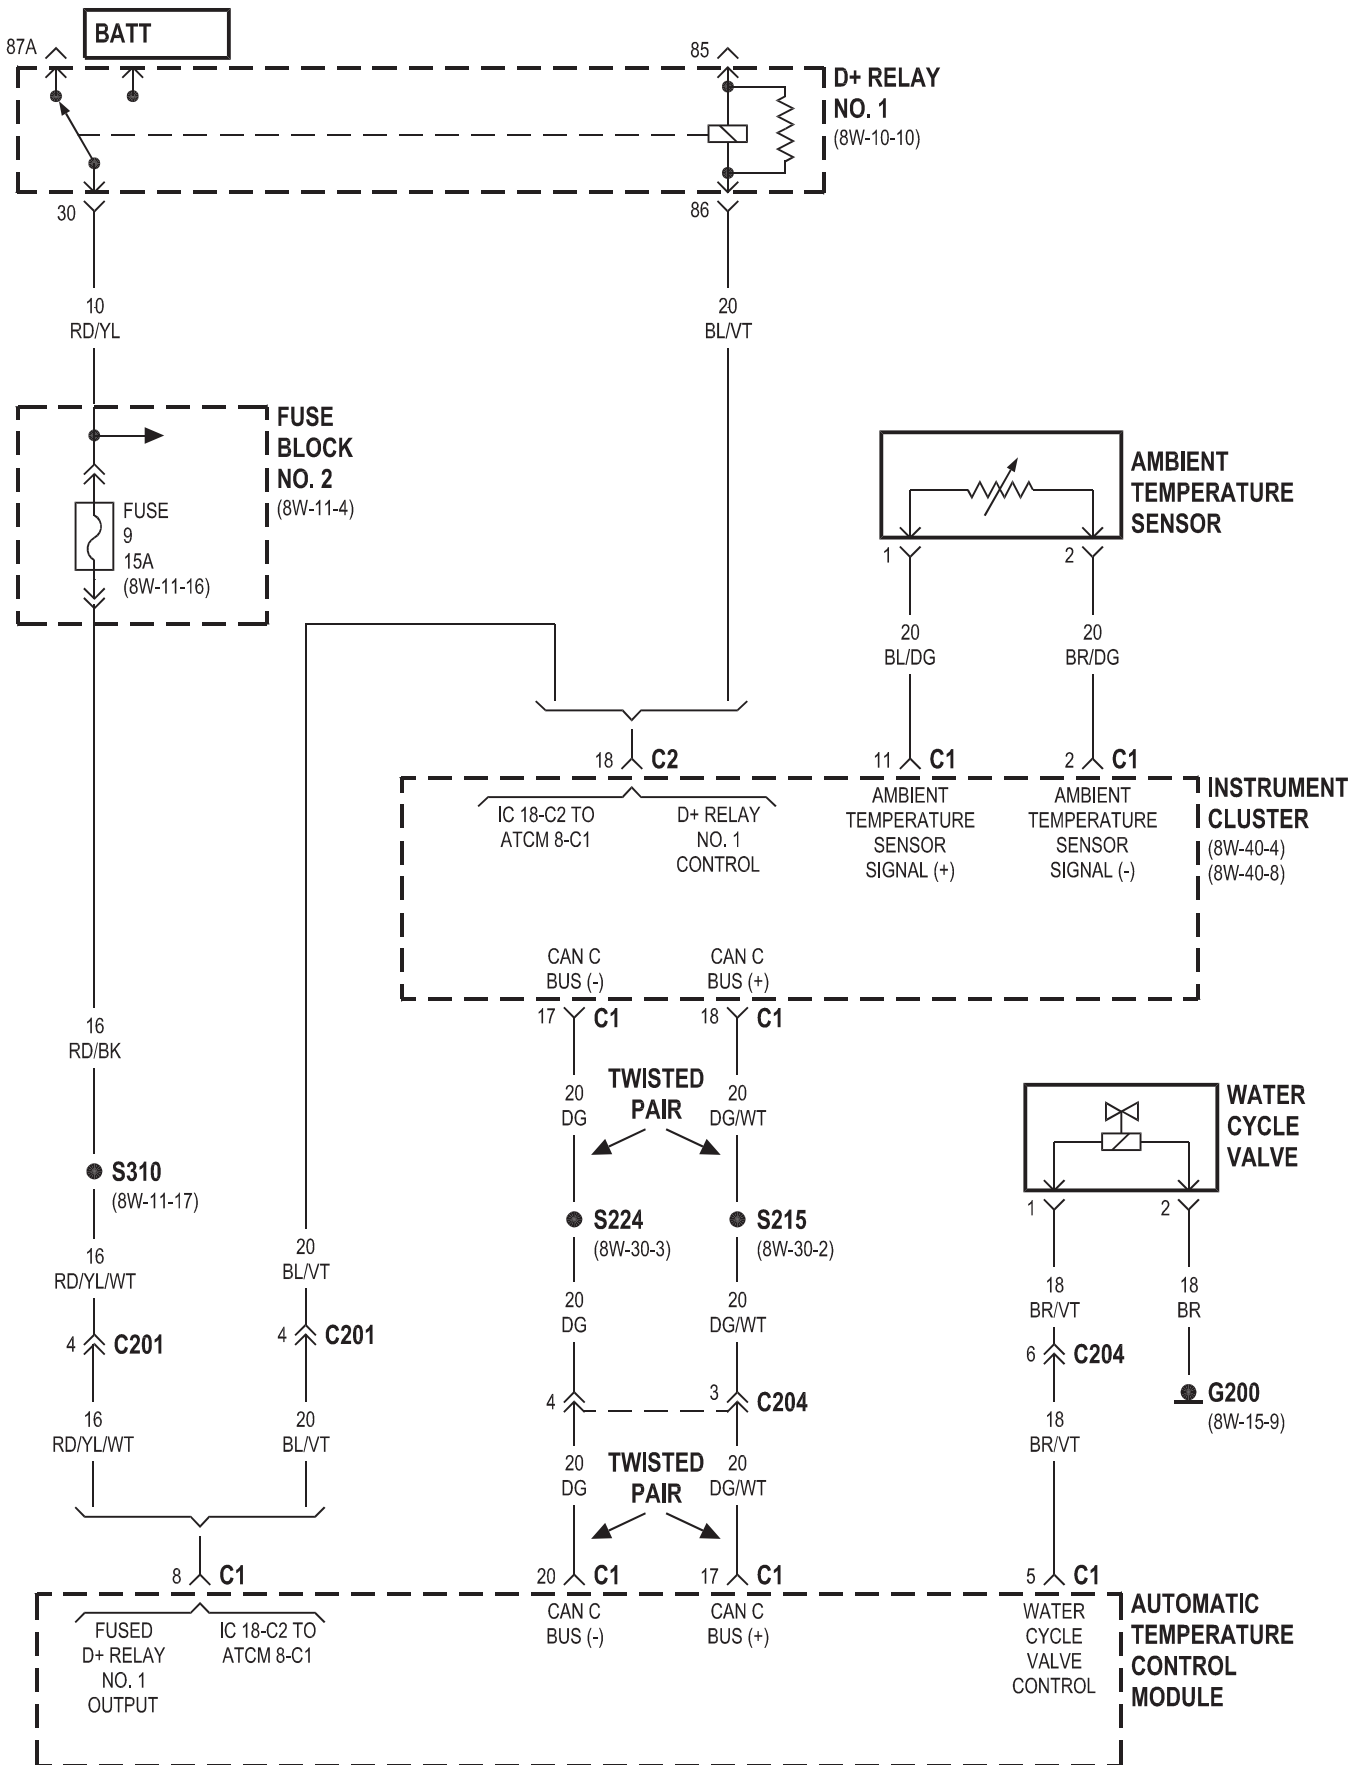 BATT
87A
85
D+ RELAY
NO. 1
(8W-10-10)
30
86
10
RD/YL
20
BL/VT
FUSE
BLOCK
NO. 2
(8W-11-4)
FUSE
9
15A
(8W-11-16)
AMBIENT
TEMPERATURE
SENSOR
1
2
20
BL/DG
20
BR/DG
18
C2
11
C1
2
C1
INSTRUMENT
CLUSTER
(8W-40-4)
(8W-40-8)
IC 18-C2 TO
ATCM 8-C1
D+ RELAY
NO. 1
CONTROL
AMBIENT
TEMPERATURE
SENSOR
SIGNAL (+)
AMBIENT
TEMPERATURE
SENSOR
SIGNAL (-)
CAN C
BUS (-)
CAN C
BUS (+)
17
C1
18
C1
16
RD/BK
20
DG
TWISTED
PAIR
20
DG/WT
WATER
CYCLE
VALVE
S310
(8W-11-17)
1
2
S224
(8W-30-3)
S215
(8W-30-2)
16
RD/YL/WT
20
BL/VT
20
DG
20
DG/WT
18
BR/VT
18
BR
4
C201
4
C201
6
C204
4
3
C204
G200
(8W-15-9)
16
RD/YL/WT
20
BL/VT
18
BR/VT
20
DG
TWISTED
PAIR
20
DG/WT
8
C1
20
C1
17
C1
5
C1
FUSED
D+ RELAY
NO. 1
OUTPUT
IC 18-C2 TO
ATCM 8-C1
CAN C
BUS (-)
CAN C
BUS (+)
WATER
CYCLE
VALVE
CONTROL
AUTOMATIC
TEMPERATURE
CONTROL
MODULE